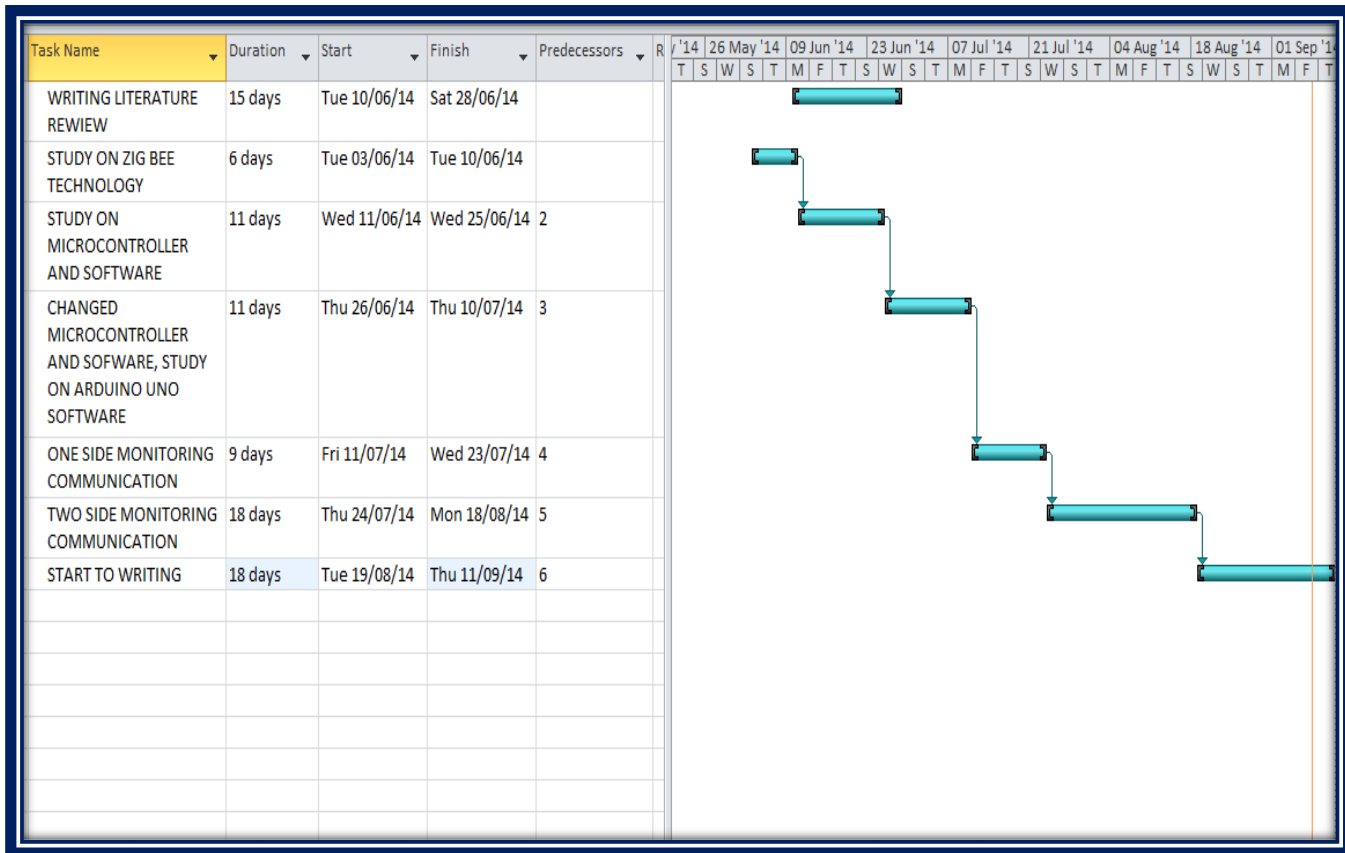 Task Name Duration Start Finish Predecessors R '14 26 May '14 09 Jun '14 23 Jun '14 07 Jul '14 21 Jul '14 04 Aug '14 18 Aug '14 01 Sep '14
T S W S T M F T S W S T M F T S W S T M F T S W S T M F T
WRITING LITERATURE 15 days Tue 10/06/14 Sat 28/06/14
REWIEW
STUDY ON ZIG BEE 6 days Tue 03/06/14 Tue 10/06/14
TECHNOLOGY
STUDY ON 11 days Wed 11/06/14 Wed 25/06/14 2
MICROCONTROLLER
AND SOFTWARE
CHANGED 11 days Thu 26/06/14 Thu 10/07/14 3
MICROCONTROLLER
AND SOFWARE, STUDY
ON ARDUINO UNO
SOFTWARE
ONE SIDE MONITORING 9 days Fri 11/07/14 Wed 23/07/14 4
COMMUNICATION
TWO SIDE MONITORING 18 days Thu 24/07/14 Mon 18/08/14 5
COMMUNICATION
START TO WRITING 18 days Tue 19/08/14 Thu 11/09/14 6